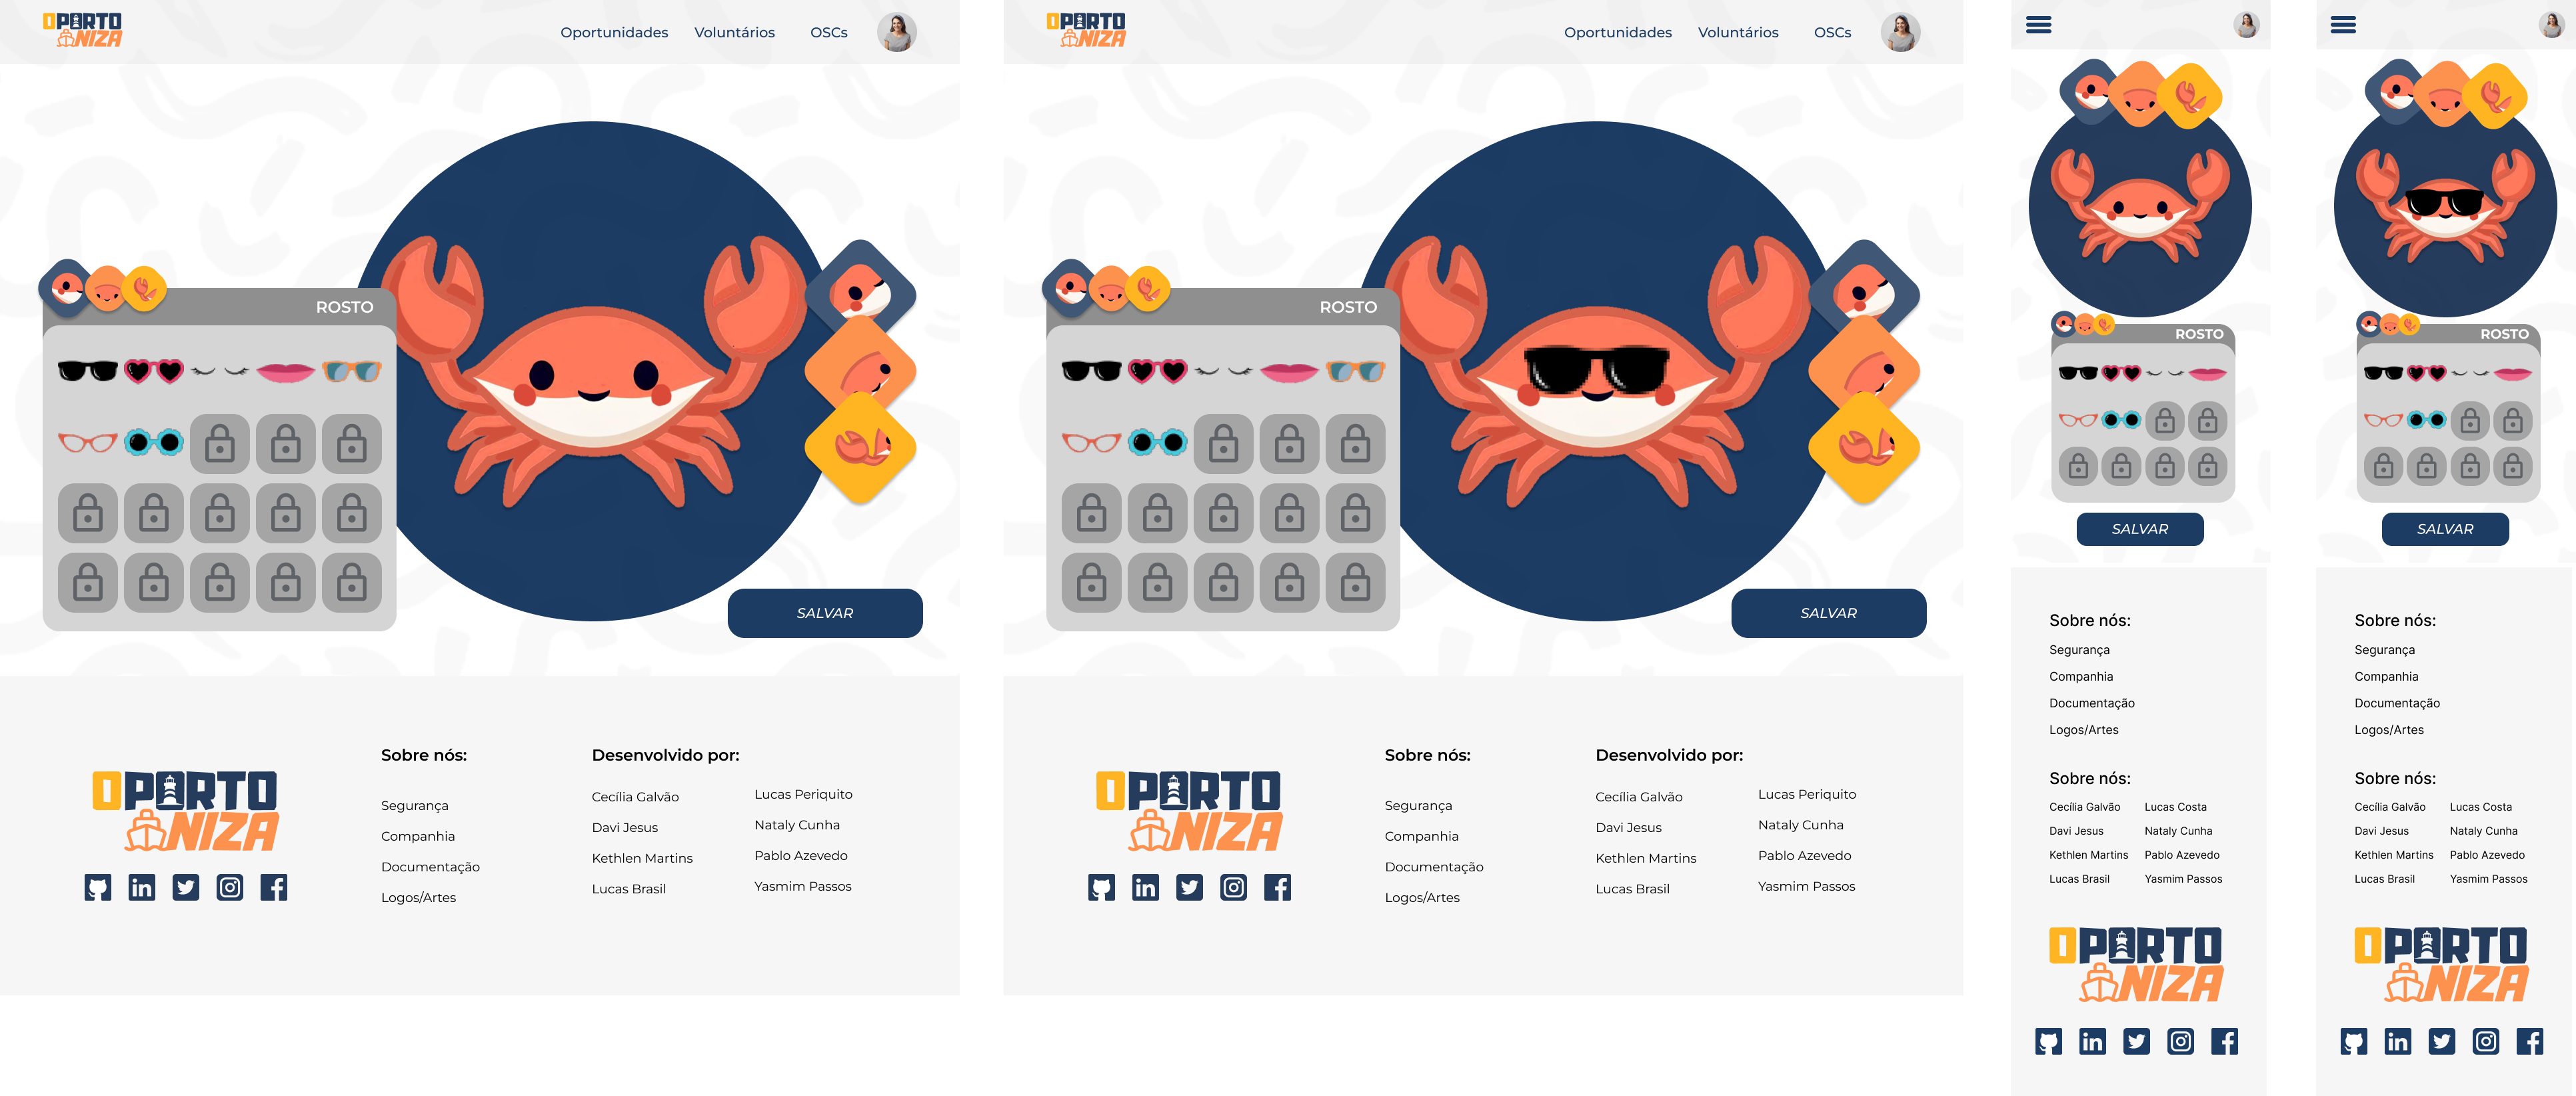 OPORTO
NIZA
Oportunidades Voluntários OSCs
ROSTO
SALVAR
OPORTO
NIZA
Sobre nós:
Segurança
Companhia
Documentação
Logos/Artes
Desenvolvido por:
Cecília Galvão
Davi Jesus
Kethlen Martins
Lucas Brasil
Lucas Periquito
Nataly Cunha
Pablo Azevedo
Yasmim Passos
OPORTO
NIZA
Oportunidades Voluntários OSCs
ROSTO
SALVAR
OPORTO
NIZA
Sobre nós:
Segurança
Companhia
Documentação
Logos/Artes
Desenvolvido por:
Cecília Galvão
Davi Jesus
Kethlen Martins
Lucas Brasil
Lucas Periquito
Nataly Cunha
Pablo Azevedo
Yasmim Passos
ROSTO
SALVAR
Sobre nós:
Segurança
Companhia
Documentação
Logos/Artes
Sobre nós:
Cecília Galvão Lucas Costa
Davi Jesus Nataly Cunha
Kethlen Martins Pablo Azevedo
Lucas Brasil Yasmim Passos
OPORTO
NIZA
ROSTO
SALVAR
Sobre nós:
Segurança
Companhia
Documentação
Logos/Artes
Sobre nós:
Cecília Galvão Lucas Costa
Davi Jesus Nataly Cunha
Kethlen Martins Pablo Azevedo
Lucas Brasil Yasmim Passos
OPORTO
NIZA